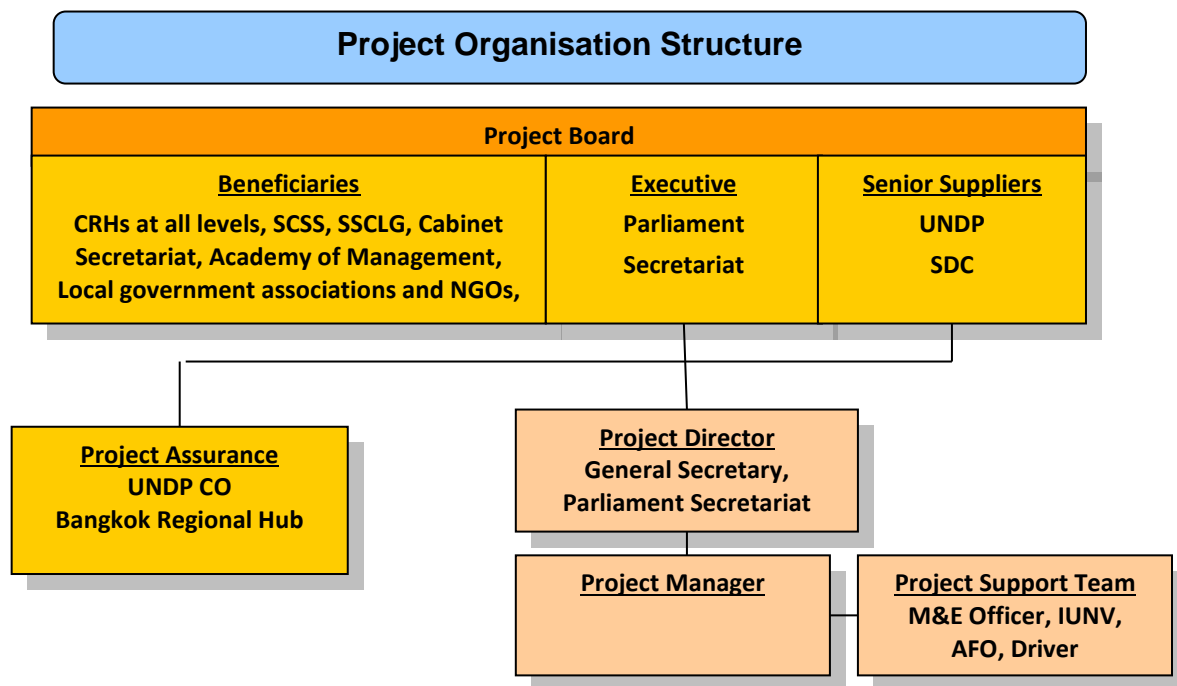 Project Organisation Structure
Project Board
Beneficiaries
CRHs at all levels, SCSS, SSCLG, Cabinet
Secretariat, Academy of Management,
Local government associations and NGOs,
Executive
Parliament
Secretariat
Senior Suppliers
UNDP
SDC
Project Assurance
UNDP CO
Bangkok Regional Hub
Project Director
General Secretary,
Parliament Secretariat
Project Manager
Project Support Team
M&E Officer, IUNV,
AFO, Driver